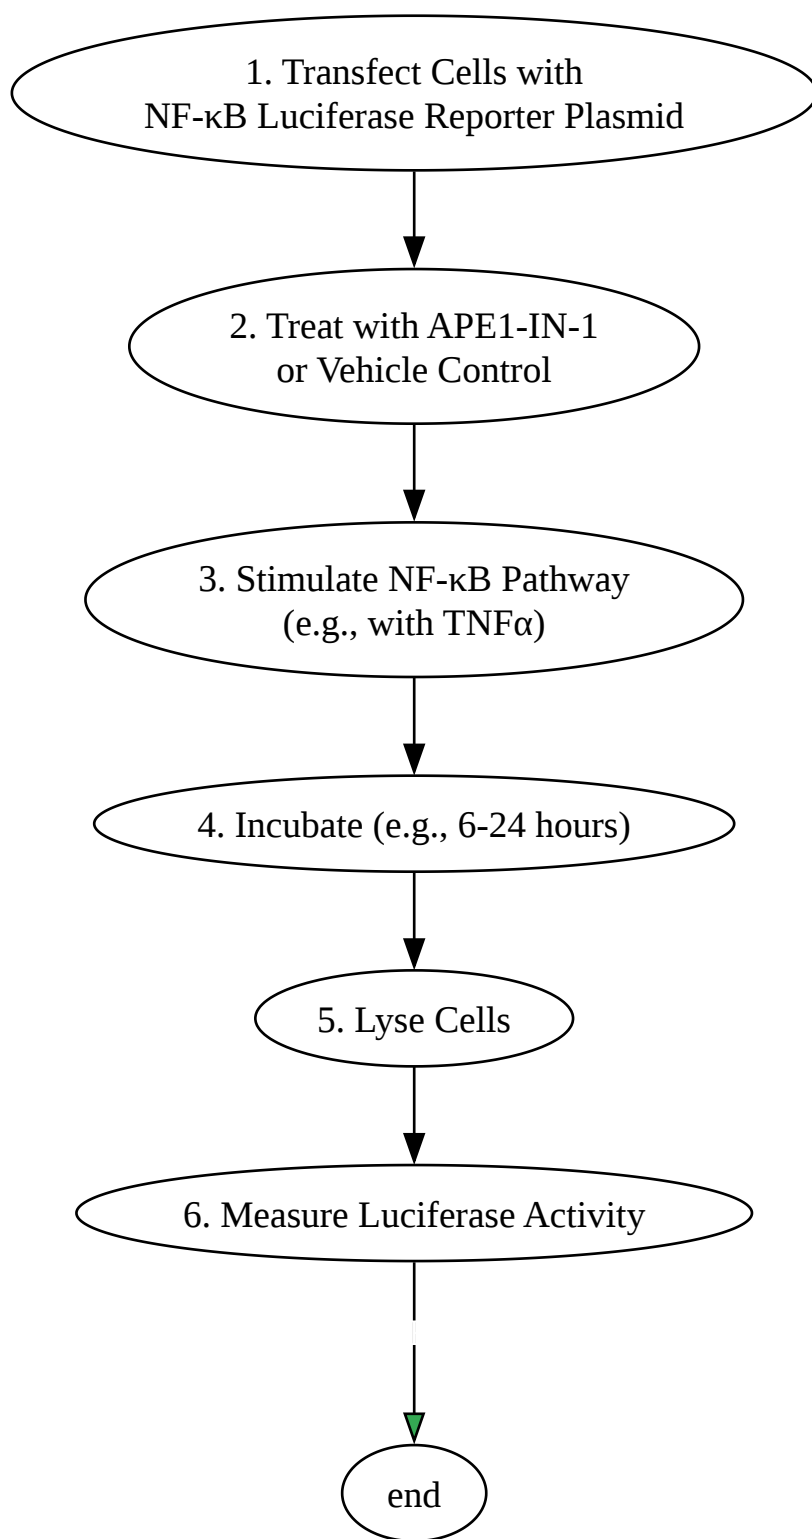 1. Transfect Cells with
NF-κB Luciferase Reporter Plasmid
2. Treat with APE1-IN-1
or Vehicle Control
3. Stimulate NF-κB Pathway
(e.g., with TNFα)
4. Incubate (e.g., 6-24 hours)
5. Lyse Cells
6. Measure Luciferase Activity
end